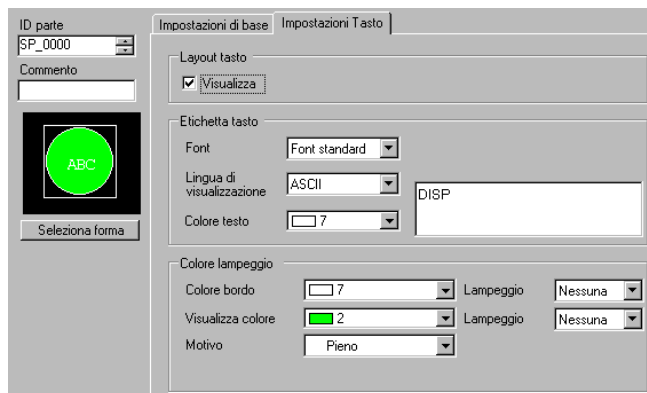 ID parte
SP_0000
Commento
ABC
Seleziona forma
Impostazioni di base Impostazioni Tasto
Layout tasto
Visualizza
Etichetta tasto
Font Font standard
Lingua di visualizzazione ASCII
DISP
Colore testo 7
Colore lampeggio
Colore bordo 7 Lampeggio Nessuna
Visualizza colore 2 Lampeggio Nessuna
Motivo Pieno